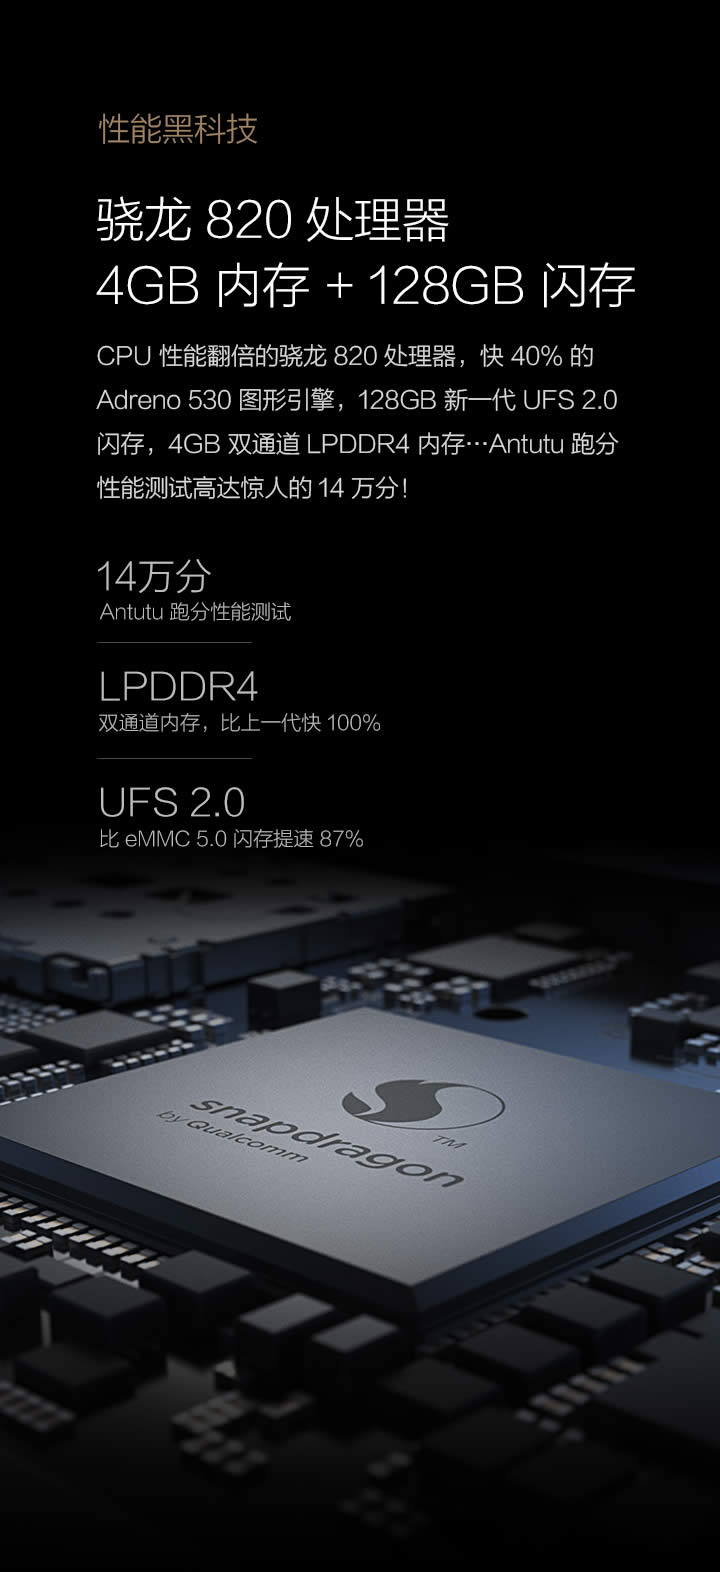 性能黑科技
骁龙 820 处理器
4GB 内存 + 128GB 闪存
CPU 性能翻倍的骁龙 820 处理器，快 40% 的
Adreno 530 图形引擎，128GB 新一代 UFS 2.0
闪存，4GB 双通道 LPDDR4 内存…Antutu 跑分
性能测试高达惊人的 14 万分！
14万分
Antutu 跑分性能测试
LPDDR4
双通道内存，比上一代快 100%
UFS 2.0
比 eMMC 5.0 闪存提速 87%
snapdragon
by Qualcomm
TM